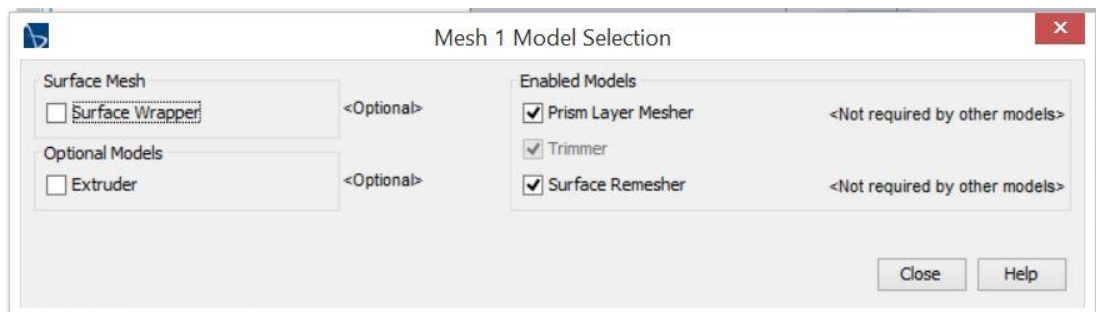 Mesh 1 Model Selection
Surface Mesh
Surface Wrapper <Optional>
Optional Models
Extruder <Optional>
Enabled Models
Prism Layer Mesher <Not required by other models>
Trimmer
Surface Remesher <Not required by other models>
Close Help